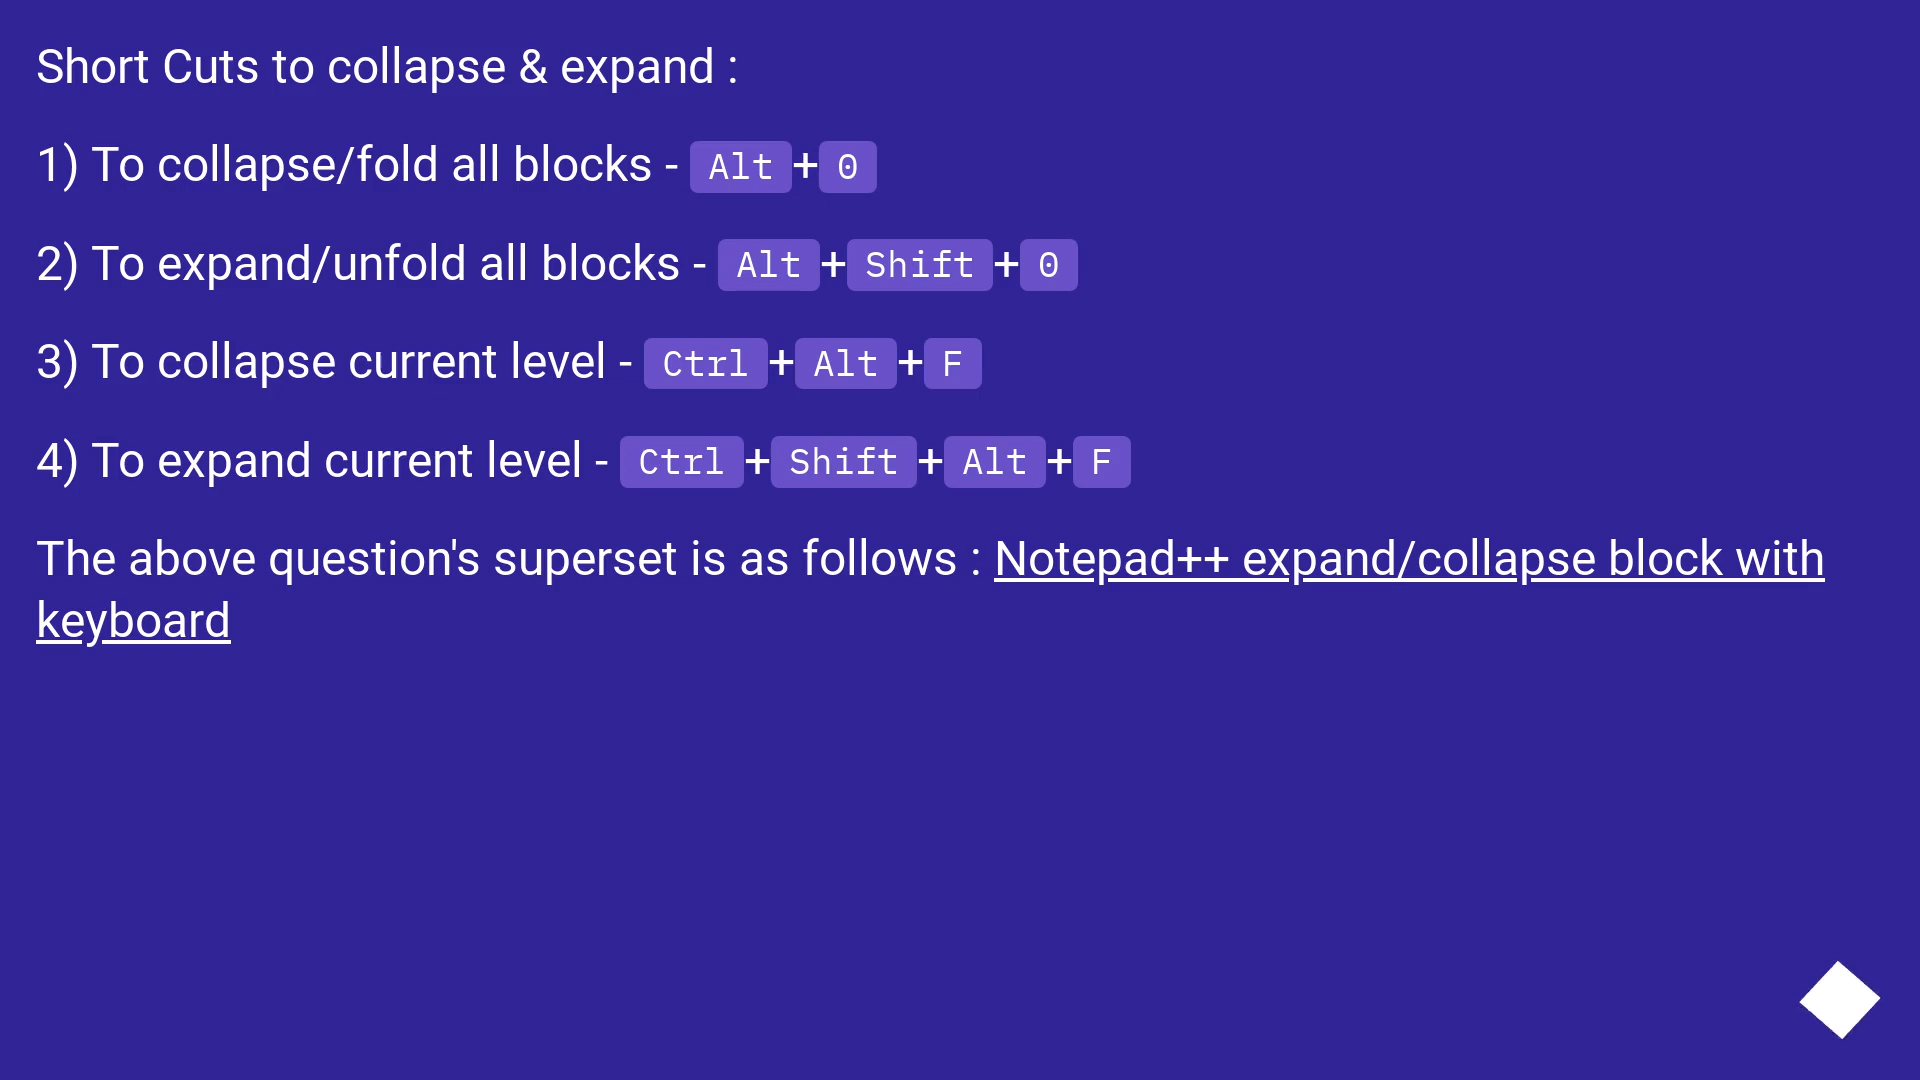 Short Cuts to collapse & expand :
1) To collapse/fold all blocks - Alt+0
2) To expand/unfold all blocks - Alt+Shift+0
3) To collapse current level - Ctrl+Alt+F
4) To expand current level - Ctrl+Shift+Alt+F
The above question's superset is as follows : Notepad++ expand/collapse block with
keyboard